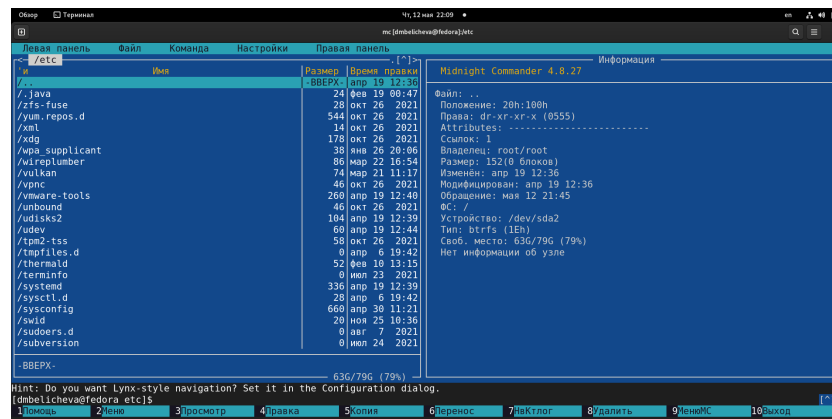 Обзор Терминал Чт, 12 мая 22:09 en
mc [dmbelicheva@fedora]:/etc
Левая панель Файл Команда Настройки Правая панель
<─ /etc .[^]> Информация
'и Имя Размер Время правки Midnight Commander 4.8.27
/.. -ВВЕРХ- апр 19 12:36
/.java 24 фев 19 00:47 Файл: ..
/zfs-fuse 28 окт 26 2021 Положение: 20h:100h
/yum.repos.d 544 окт 26 2021 Права: dr-xr-xr-x (0555)
/xml 14 окт 26 2021 Attributes: -------------------------
/xdg 178 окт 26 2021 Ссылок: 1
/wpa_supplicant 38 янв 26 20:06 Владелец: root/root
/wireplumber 86 мар 22 16:54 Размер: 152(0 блоков)
/vulkan 74 мар 21 11:17 Изменён: апр 19 12:36
/vpnc 46 окт 26 2021 Модифицирован: апр 19 12:36
/vmware-tools 260 апр 19 12:40 Обращение: мая 12 21:45
/unbound 46 окт 26 2021 ФС: /
/udisks2 104 апр 19 12:39 Устройство: /dev/sda2
/udev 60 апр 19 12:44 Тип: btrfs (1Eh)
/tpm2-tss 58 окт 26 2021 Своб. место: 63G/79G (79%)
/tmpfiles.d 0 апр 6 19:42 Нет информации об узле
/thermald 52 фев 10 13:15
/terminfo 0 июл 23 2021
/systemd 336 апр 19 12:39
/sysctl.d 28 апр 6 19:42
/sysconfig 660 апр 30 11:21
/swid 20 ноя 25 10:36
/sudoers.d 0 авг 7 2021
/subversion 0 июл 24 2021
-ВВЕРХ-
63G/79G (79%)
Hint: Do you want Lynx-style navigation? Set it in the Configuration dialog.
[dmbelicheva@fedora etc]$ [^
1Помощь 2Меню 3Просмотр 4Правка 5Копия 6Перенос 7НвКтлог 8Удалить 9МенюMC 10Выход